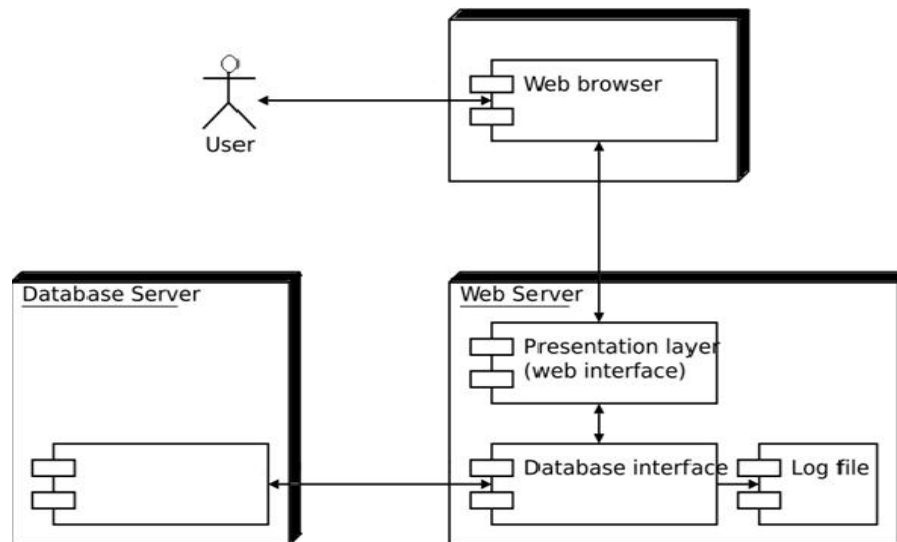 Web browser
User
Database Server
Web Server
Presentation layer
(web interface)
Database interface
Log file